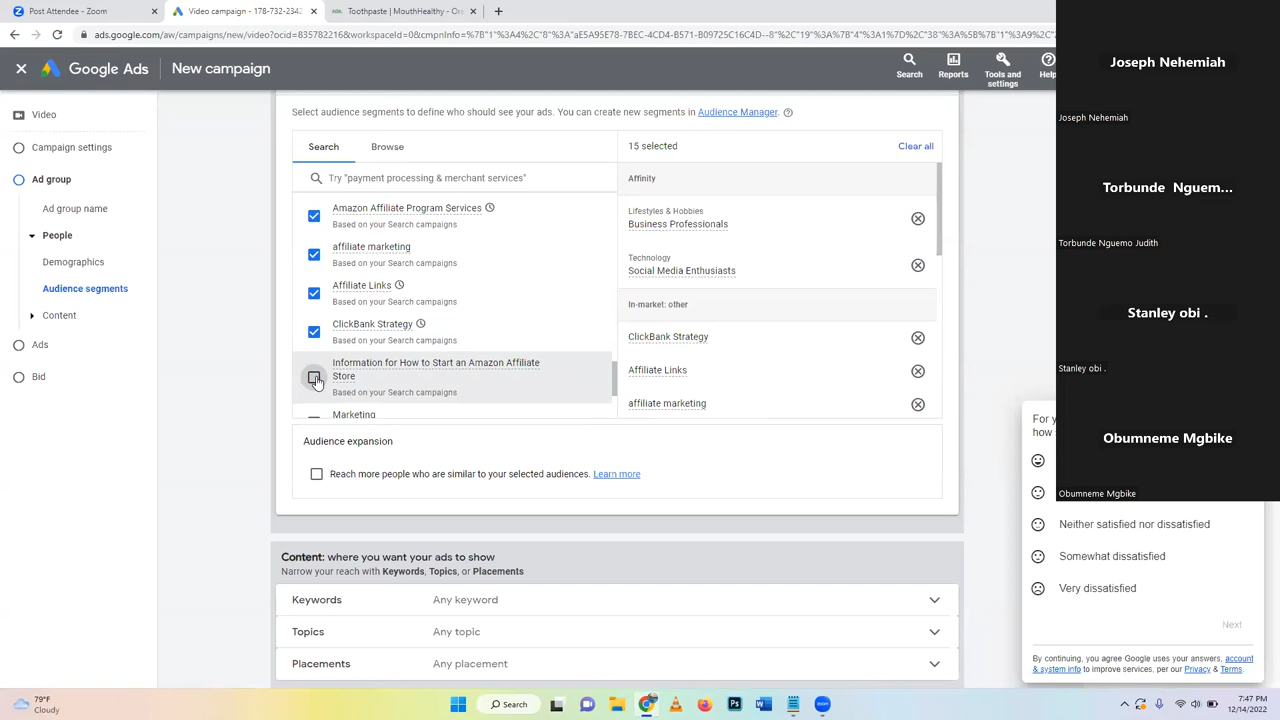 Post Attendee - Zoom
Video campaign - 178-732-2342
Toothpaste | MouthHealthy - Or
ads.google.com/aw/campaigns/new/video?ocid=835782216&workspaceId=0&cmpnInfo=%7B"1"%3A4%2C"8"%3A"aE5A95E78-7BEC-4CD4-B571-B09725C16C4D--8"%2C"19"%3A%7B"4"%3A1%7D%2C"38"%3A%5B%7B"1"%3A9%2
Google Ads
New campaign
Search
Reports
Tools and settings
Help
Video
Campaign settings
Ad group
Ad group name
People
Demographics
Audience segments
Content
Ads
Bid
Select audience segments to define who should see your ads. You can create new segments in Audience Manager.
Search
Browse
Try "payment processing & merchant services"
Amazon Affiliate Program Services
Based on your Search campaigns
affiliate marketing
Based on your Search campaigns
Affiliate Links
Based on your Search campaigns
ClickBank Strategy
Based on your Search campaigns
Information for How to Start an Amazon Affiliate
Store
Based on your Search campaigns
Marketing
15 selected
Clear all
Affinity
Lifestyles & Hobbies
Business Professionals
Technology
Social Media Enthusiasts
In-market: other
ClickBank Strategy
Affiliate Links
affiliate marketing
Audience expansion
Reach more people who are similar to your selected audiences. Learn more
Content: where you want your ads to show
Narrow your reach with Keywords, Topics, or Placements
Keywords
Any keyword
Topics
Any topic
Placements
Any placement
Joseph Nehemiah
Joseph Nehemiah
Torbunde Nguem...
Torbunde Nguemo Judith
Stanley obi .
Stanley obi .
Obumneme Mgbike
Obumneme Mgbike
For y
how
Neither satisfied nor dissatisfied
Somewhat dissatisfied
Very dissatisfied
Next
By continuing, you agree Google uses your answers, account
& system info to improve services, per our Privacy & Terms.
79°F
Cloudy
Search
7:47 PM
12/14/2022